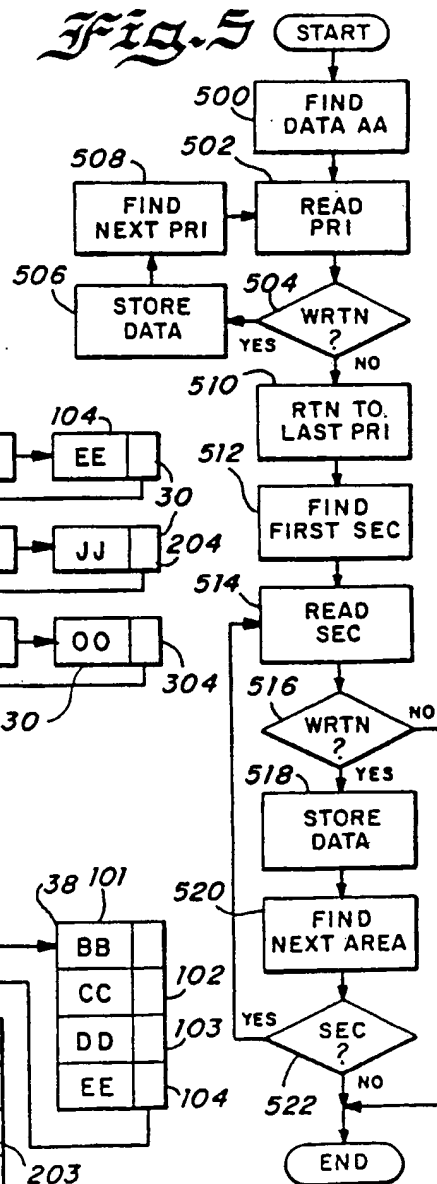 Fig. 5
START
500
FIND
DATA AA
508
502
FIND
NEXT PRI
READ
PRI
506
504
STORE
DATA
WRTN
?
YES
NO
510
RTN TO.
LAST PRI
512
FIND
FIRST SEC
514
READ
SEC
516
WRTN
?
NO
YES
518
STORE
DATA
520
FIND
NEXT AREA
YES
SEC
?
522
NO
END
104
EE
30
JJ
204
OO
304
30
38
101
BB
CC
102
DD
103
EE
104
203